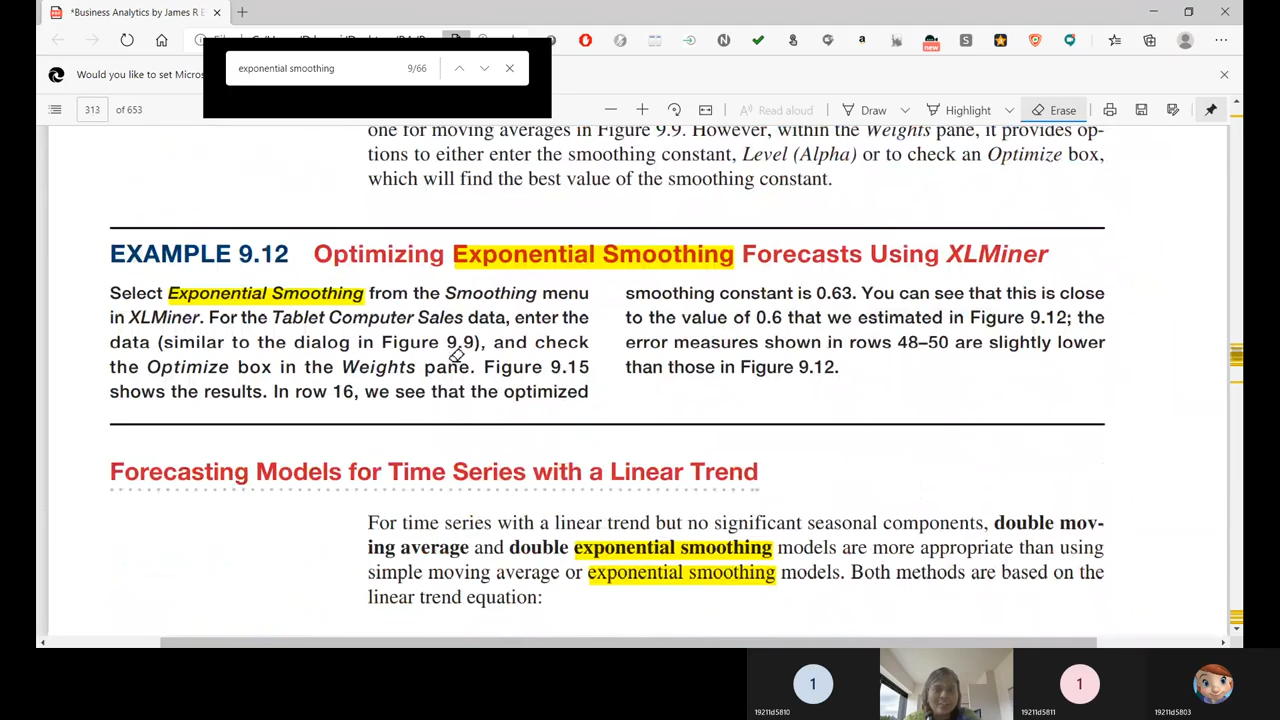 *Business Analytics by James R E
exponential smoothing
9/66
new
Would you like to set Micros
313
of 653
Read aloud
Draw
Highlight
Erase
one for moving averages in Figure 9.9. However, within the Weights pane, it provides op-
tions to either enter the smoothing constant, Level (Alpha) or to check an Optimize box,
which will find the best value of the smoothing constant.
EXAMPLE 9.12 Optimizing Exponential Smoothing Forecasts Using XLMiner
Select Exponential Smoothing from the Smoothing menu
in XLMiner. For the Tablet Computer Sales data, enter the
data (similar to the dialog in Figure 9.9), and check
the Optimize box in the Weights pane. Figure 9.15
shows the results. In row 16, we see that the optimized
smoothing constant is 0.63. You can see that this is close
to the value of 0.6 that we estimated in Figure 9.12; the
error measures shown in rows 48–50 are slightly lower
than those in Figure 9.12.
Forecasting Models for Time Series with a Linear Trend
For time series with a linear trend but no significant seasonal components, double mov-
ing average and double exponential smoothing models are more appropriate than using
simple moving average or exponential smoothing models. Both methods are based on the
linear trend equation:
1
1
19211d5810
19211d5811
19211d5803